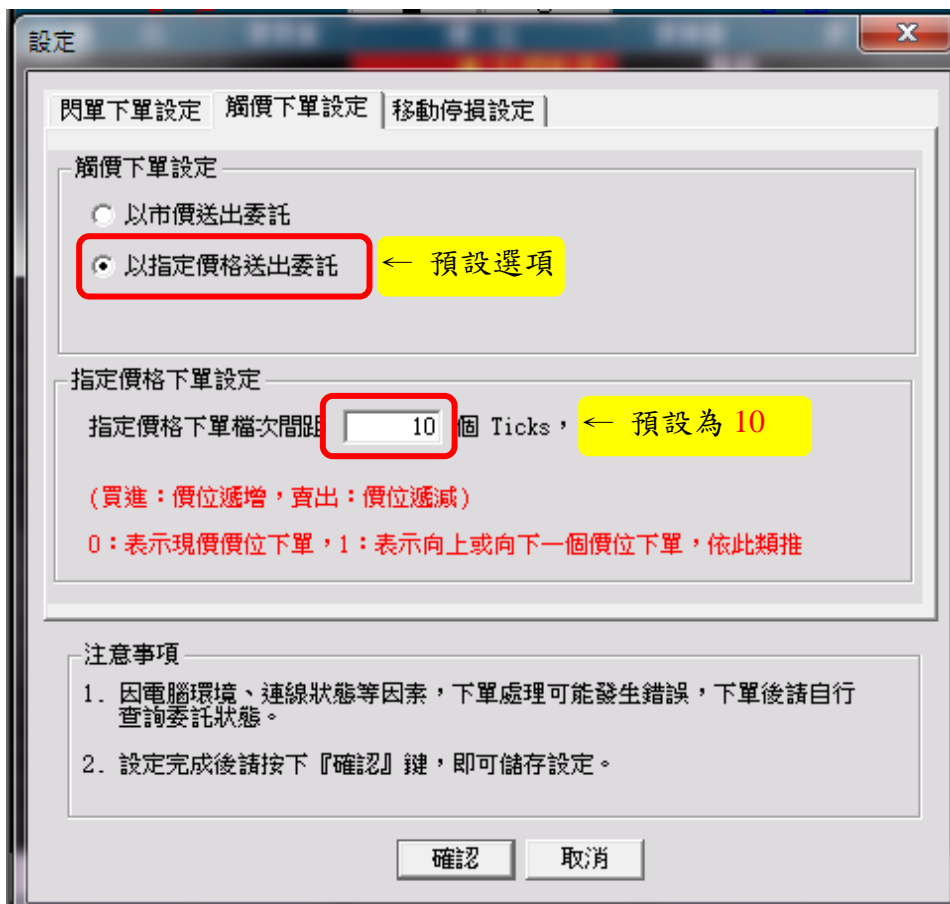 設定
閃單下單設定 觸價下單設定 移動停損設定
觸價下單設定
以市價送出委託
以指定價格送出委託 ← 預設選項
指定價格下單設定
指定價格下單檔次間距 10 個 Ticks， ← 預設為 10
(買進：價位遞增，賣出：價位遞減)
0：表示現價價位下單，1：表示向上或向下一個價位下單，依此類推
注意事項
1. 因電腦環境、連線狀態等因素，下單處理可能發生錯誤，下單後請自行
查詢委託狀態。
2. 設定完成後請按下『確認』鍵，即可儲存設定。
確認 取消